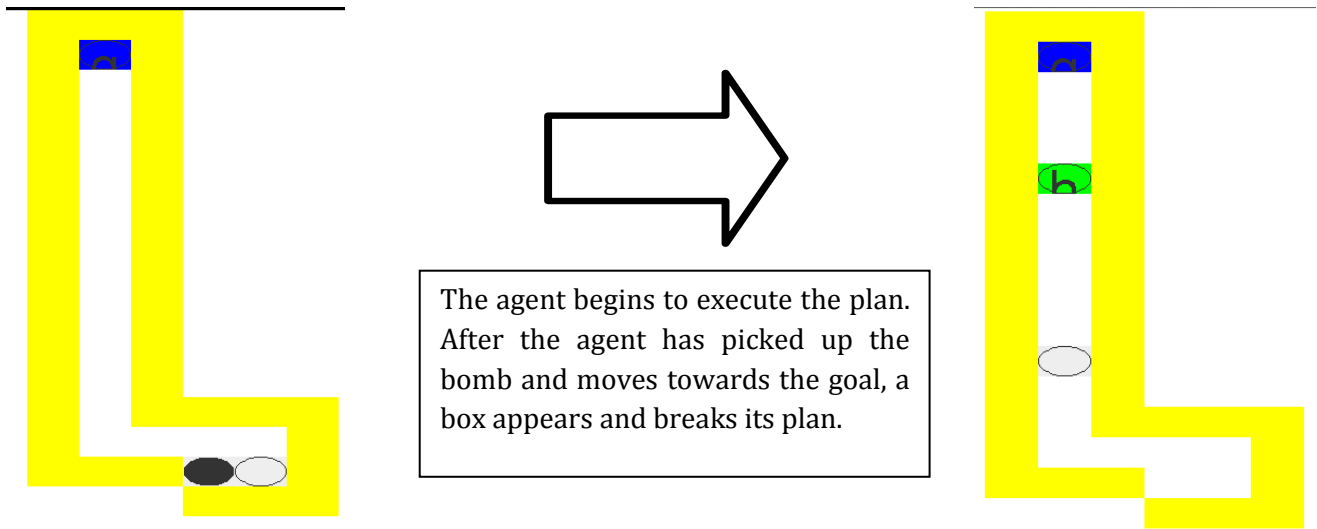 The agent begins to execute the plan.
After the agent has picked up the
bomb and moves towards the goal, a
box appears and breaks its plan.